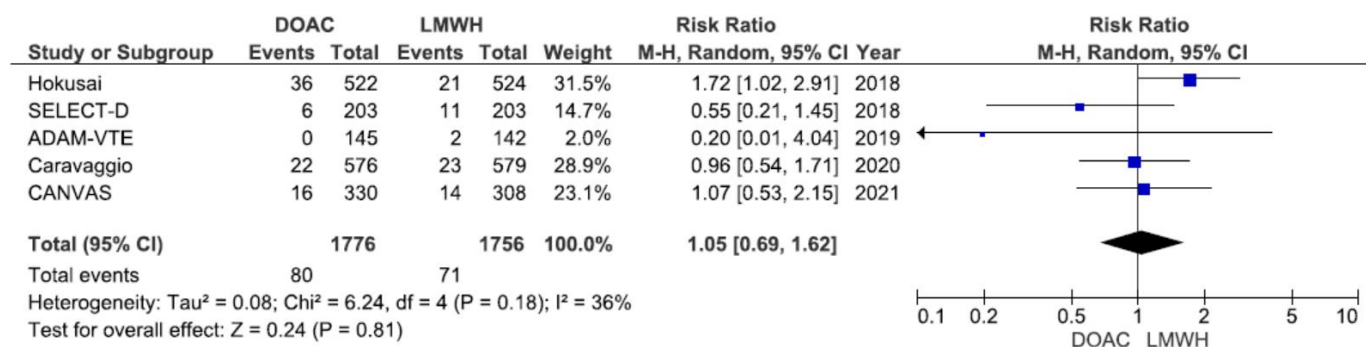 DOAC LMWH Risk Ratio Risk Ratio
Study or Subgroup Events Total Events Total Weight M-H, Random, 95% CI Year M-H, Random, 95% CI
Hokusai 36 522 21 524 31.5% 1.72 [1.02, 2.91] 2018
SELECT-D 6 203 11 203 14.7% 0.55 [0.21, 1.45] 2018
ADAM-VTE 0 145 2 142 2.0% 0.20 [0.01, 4.04] 2019
Caravaggio 22 576 23 579 28.9% 0.96 [0.54, 1.71] 2020
CANVAS 16 330 14 308 23.1% 1.07 [0.53, 2.15] 2021
Total (95% CI) 1776 1756 100.0% 1.05 [0.69, 1.62]
Total events 80 71
Heterogeneity: Tau² = 0.08; Chi² = 6.24, df = 4 (P = 0.18); I² = 36%
Test for overall effect: Z = 0.24 (P = 0.81)
0.1 0.2 0.5 1 2 5 10
DOAC LMWH